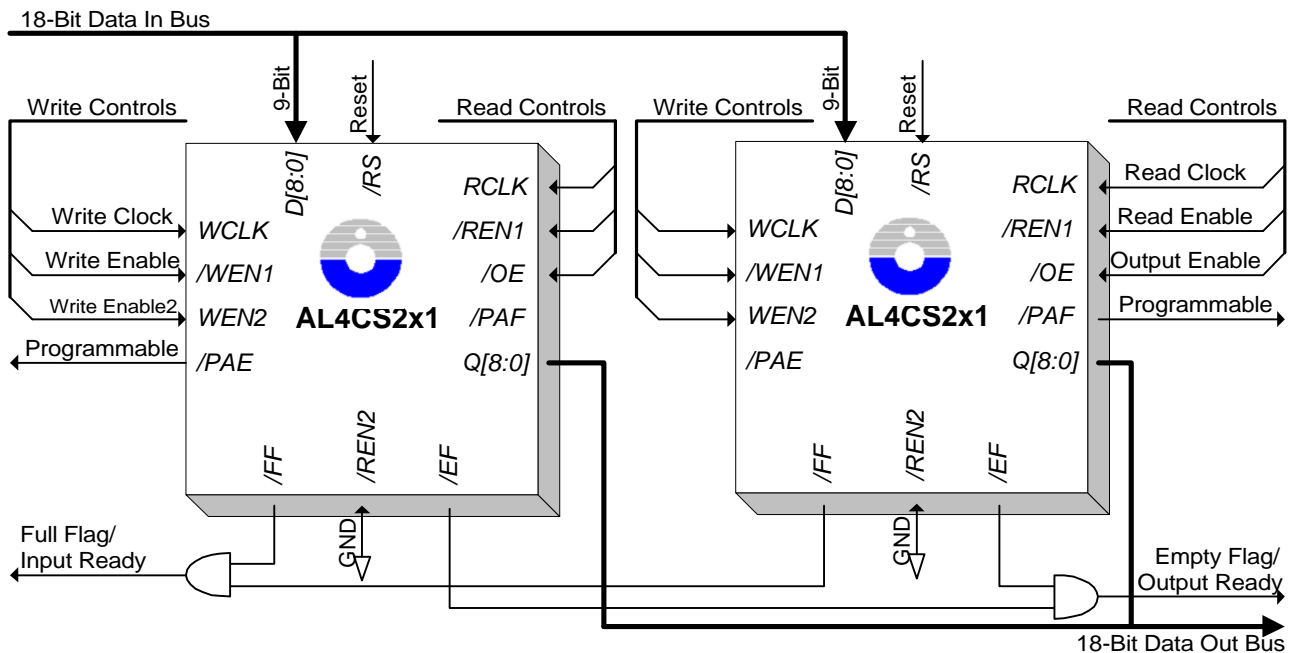 18-Bit Data In Bus
9-Bit
Reset
9-Bit
Reset
Write Controls
Read Controls
Write Controls
Read Controls
D[8:0]
/RS
D[8:0]
/RS
RCLK
RCLK
Read Clock
Write Clock
WCLK
/REN1
WCLK
/REN1
Read Enable
Write Enable
/WEN1
/OE
/WEN1
/OE
Output Enable
Write Enable2
WEN2
AL4CS2x1
/PAF
WEN2
AL4CS2x1
/PAF
Programmable
Programmable
/PAE
Q[8:0]
/PAE
Q[8:0]
/FF
/REN2
/EF
/FF
/REN2
/EF
GND
GND
Full Flag/
Input Ready
Empty Flag/
Output Ready
18-Bit Data Out Bus